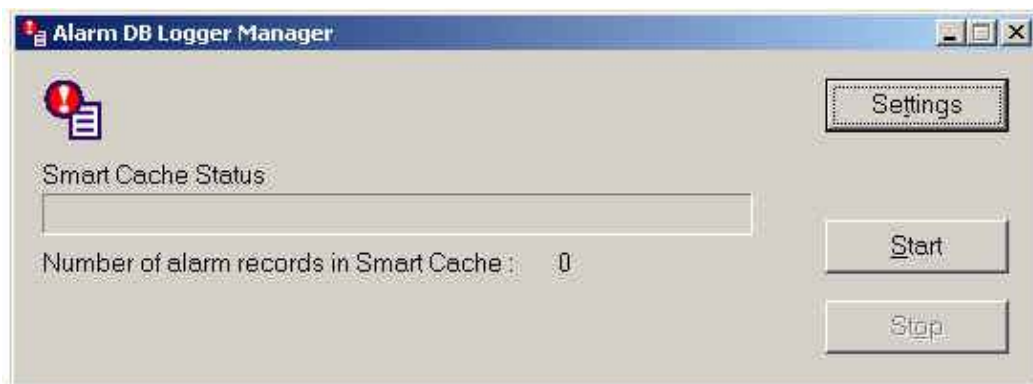 Alarm DB Logger Manager
Settings
Smart Cache Status
Number of alarm records in Smart Cache : 0
Start
Stop